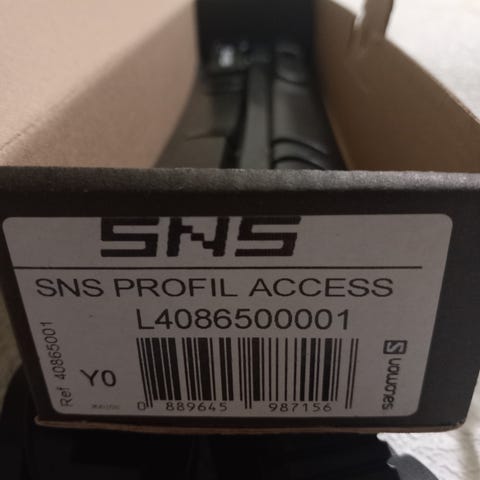 SNS
SNS PROFIL ACCESS
L4086500001
Ref 40865001
Y0
0 889645 987156
S
salomon